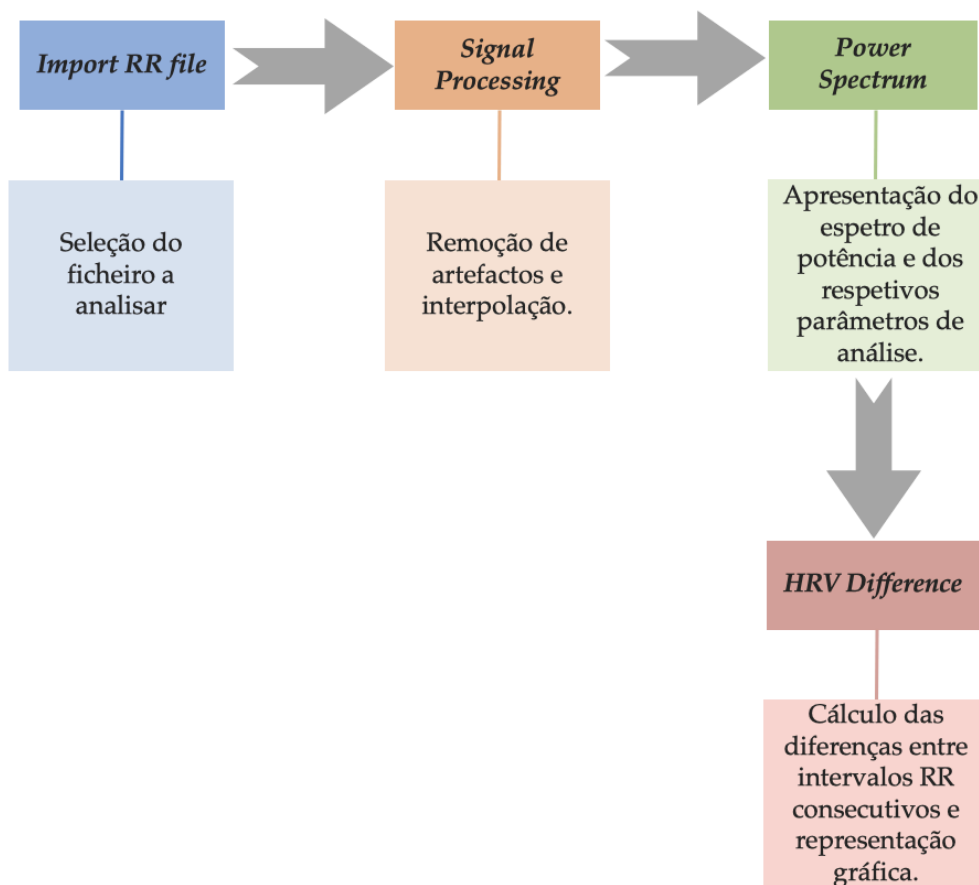 Import RR file
Signal
Processing
Power
Spectrum
Seleção do
ficheiro a
analisar
Remoção de
artefactos e
interpolação.
Apresentação do
espetro de
potência e dos
respetivos
parâmetros de
análise.
HRV Difference
Cálculo das
diferenças entre
intervalos RR
consecutivos e
representação
gráfica.